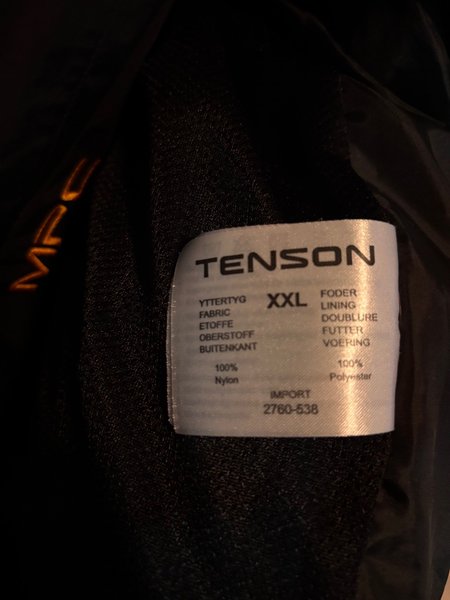 MPC
TENSON
XXL
YTTERTYG
FABRIC
ETOFFE
OBERSTOFF
BUITENKANT
100%
Nylon
FODER
LINING
DOUBLURE
FUTTER
VOERING
100%
Polyester
IMPORT
2760-538